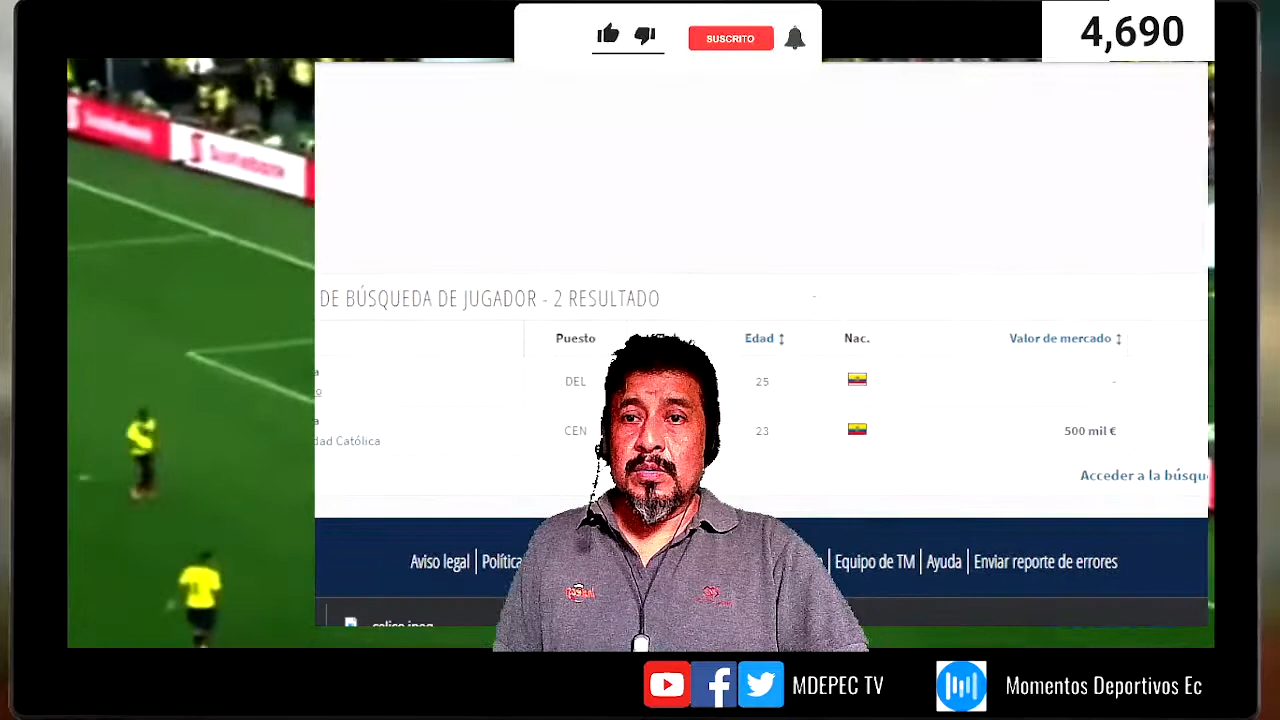 SUSCRITO
4,690
Scotiabank
DE BÚSQUEDA DE JUGADOR - 2 RESULTADO
-
Puesto
Edad
Nac.
Valor de mercado
a
DEL
25
-
o
a
CEN
23
500 mil €
dad Católica
Acceder a la búsqu
Aviso legal | Política
| Equipo de TM | Ayuda | Enviar reporte de errores
MDEPEC TV
Momentos Deportivos Ec